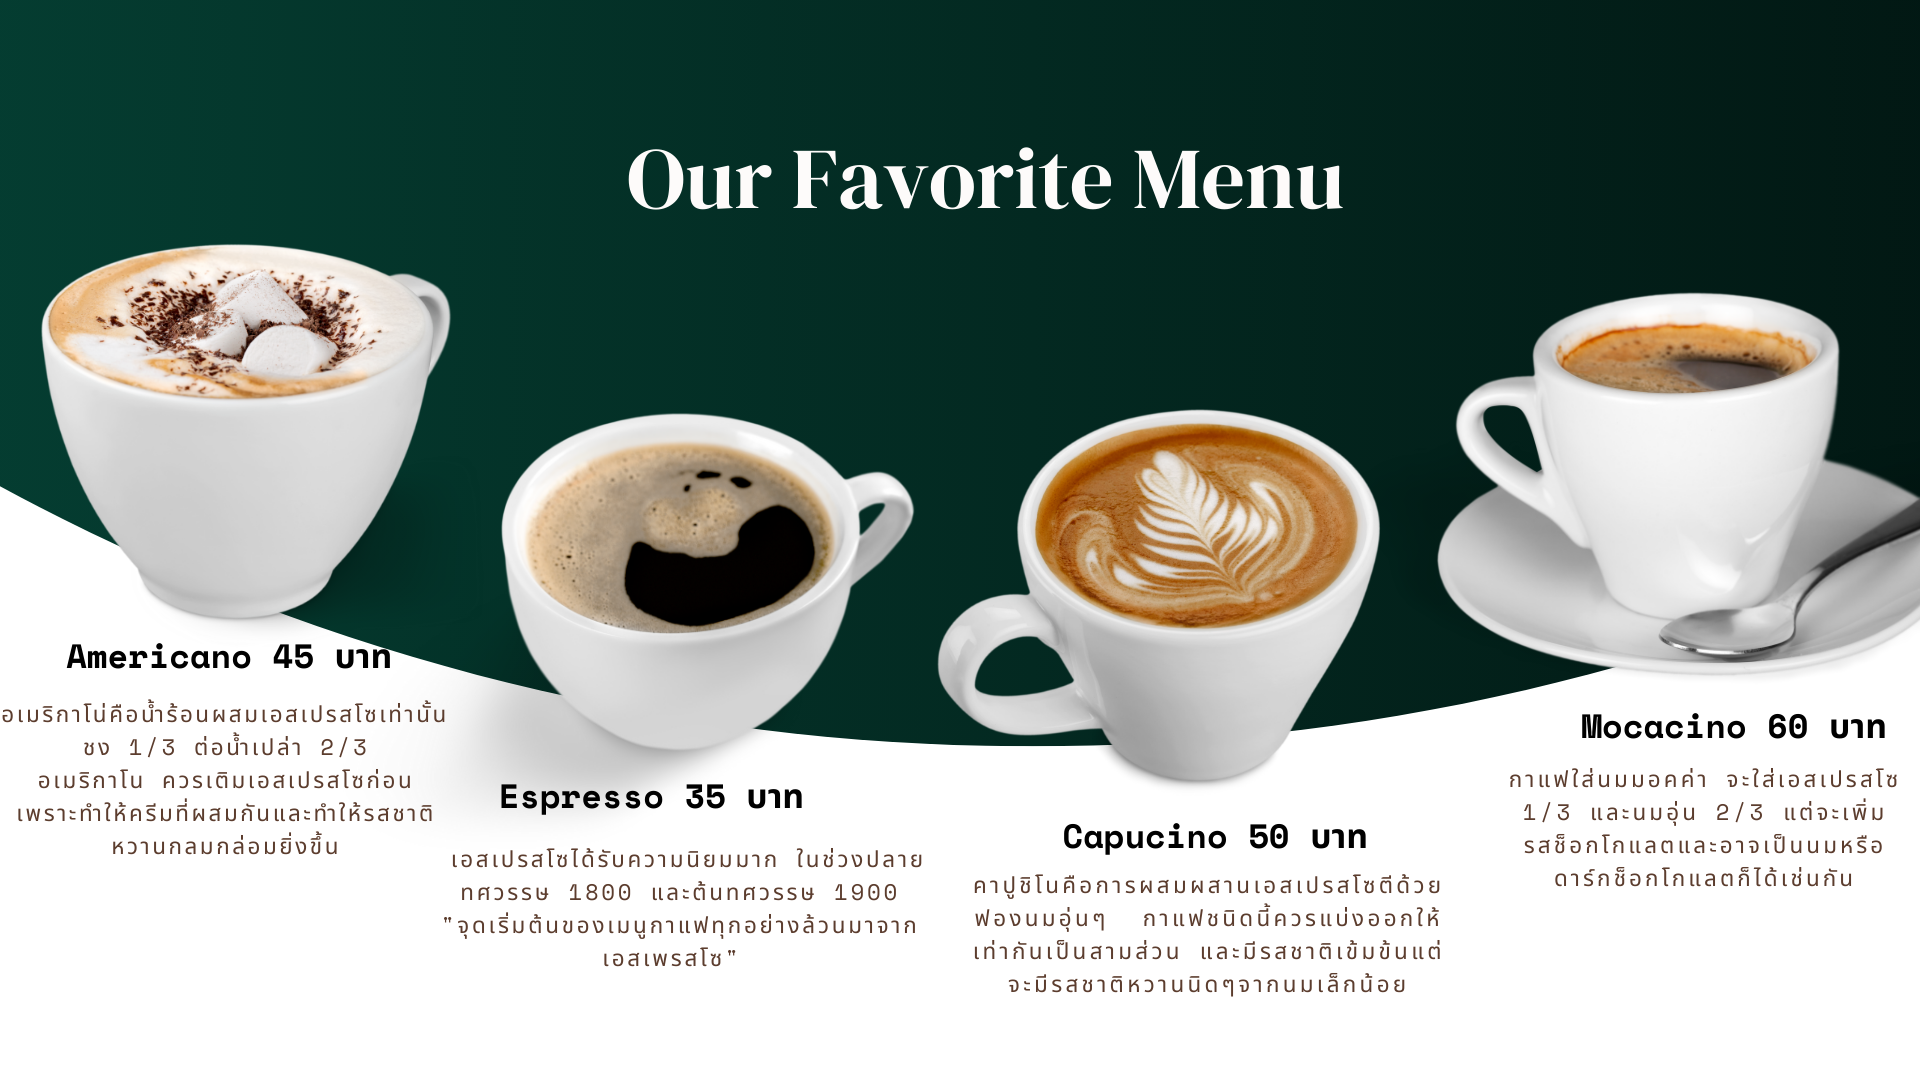 Our Favorite Menu
Americano 45 บาท
อเมริกาโน่คือน้ำร้อนผสมเอสเปรสโซเท่านั้น
ชง 1/3 ต่อน้ำเปล่า 2/3
อเมริกาโน ควรเติมเอสเปรสโซก่อน
เพราะทำให้ครีมที่ผสมกันและทำให้รสชาติ
หวานกลมกล่อมยิ่งขึ้น
Espresso 35 บาท
เอสเปรสโซได้รับความนิยมมาก ในช่วงปลาย
ทศวรรษ 1800 และต้นทศวรรษ 1900
"จุดเริ่มต้นของเมนูกาแฟทุกอย่างล้วนมาจาก
เอสเพรสโซ"
Capucino 50 บาท
คาปูชิโนคือการผสมผสานเอสเปรสโซตีด้วย
ฟองนมอุ่นๆ กาแฟชนิดนี้ควรแบ่งออกให้
เท่ากันเป็นสามส่วน และมีรสชาติเข้มข้นแต่
จะมีรสชาติหวานนิดๆจากนมเล็กน้อย
Mocacino 60 บาท
กาแฟใส่นมมอคค่า จะใส่เอสเปรสโซ
1/3 และนมอุ่น 2/3 แต่จะเพิ่ม
รสช็อกโกแลตและอาจเป็นนมหรือ
ดาร์กช็อกโกแลตก็ได้เช่นกัน